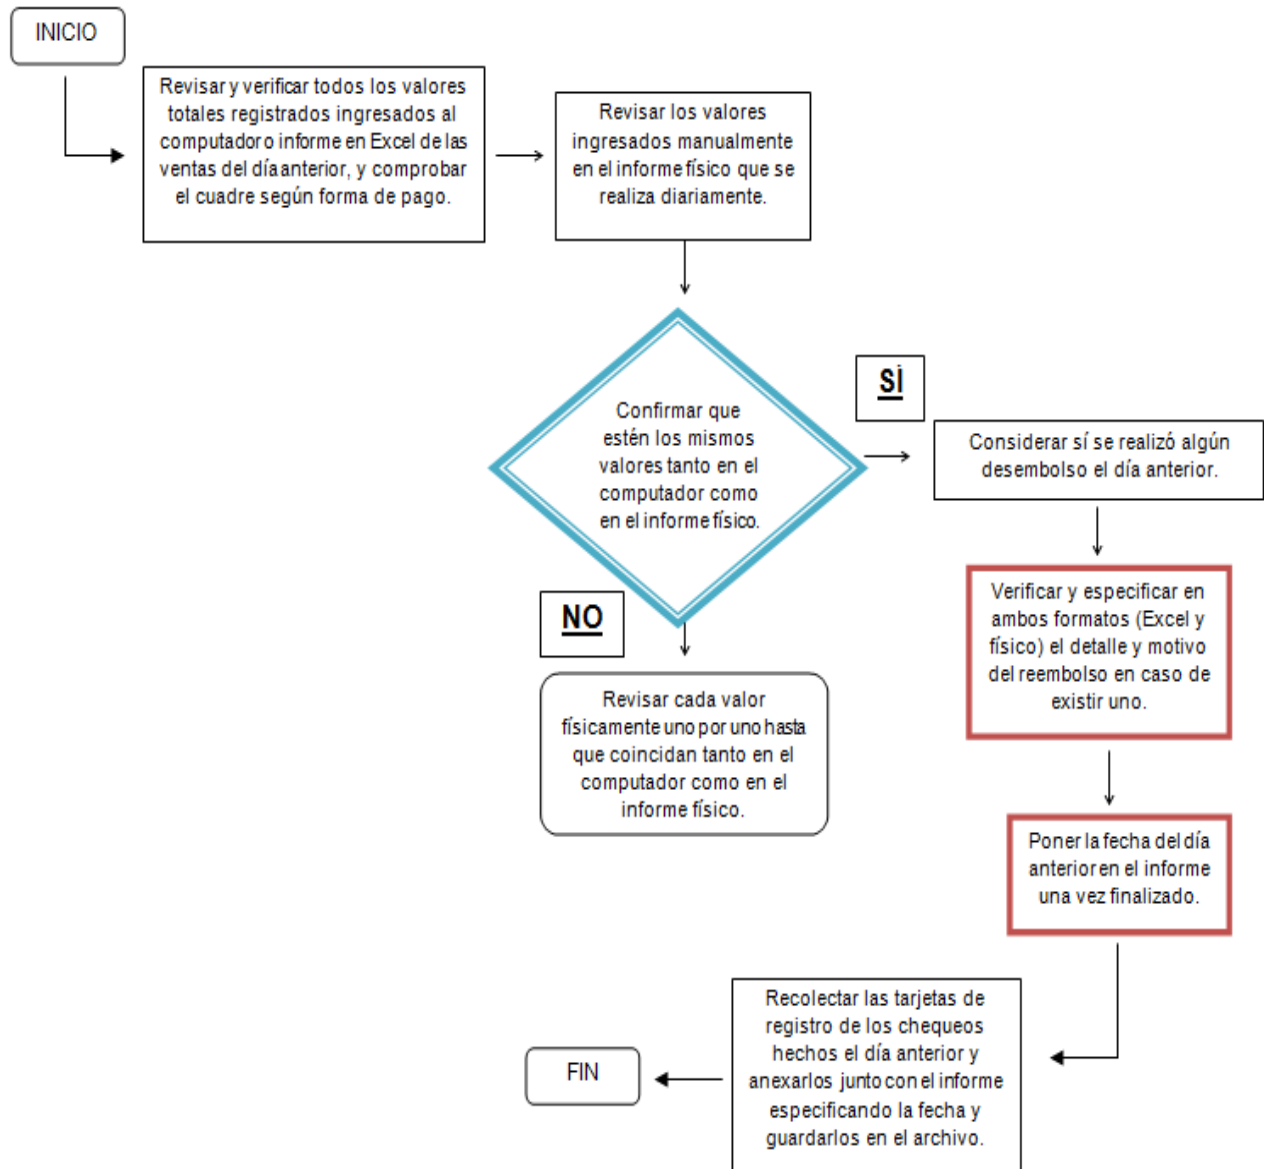 INICIO
Revisar y verificar todos los valores
totales registrados ingresados al
computador o informe en Excel de las
ventas del día anterior, y comprobar
el cuadre según forma de pago.
Revisar los valores
ingresados manualmente
en el informe físico que se
realiza diariamente.
Confirmar que
estén los mismos
valores tanto en el
computador como
en el informe físico.
SÍ
Considerar sí se realizó algún
desembolso el día anterior.
Verificar y especificar en
ambos formatos (Excel y
físico) el detalle y motivo
del reembolso en caso de
existir uno.
NO
Revisar cada valor
físicamente uno por uno hasta
que coincidan tanto en el
computador como en el
informe físico.
Poner la fecha del día
anterior en el informe
una vez finalizado.
Recolectar las tarjetas de
registro de los chequeos
hechos el día anterior y
anexarlos junto con el informe
especificando la fecha y
guardarlos en el archivo.
FIN